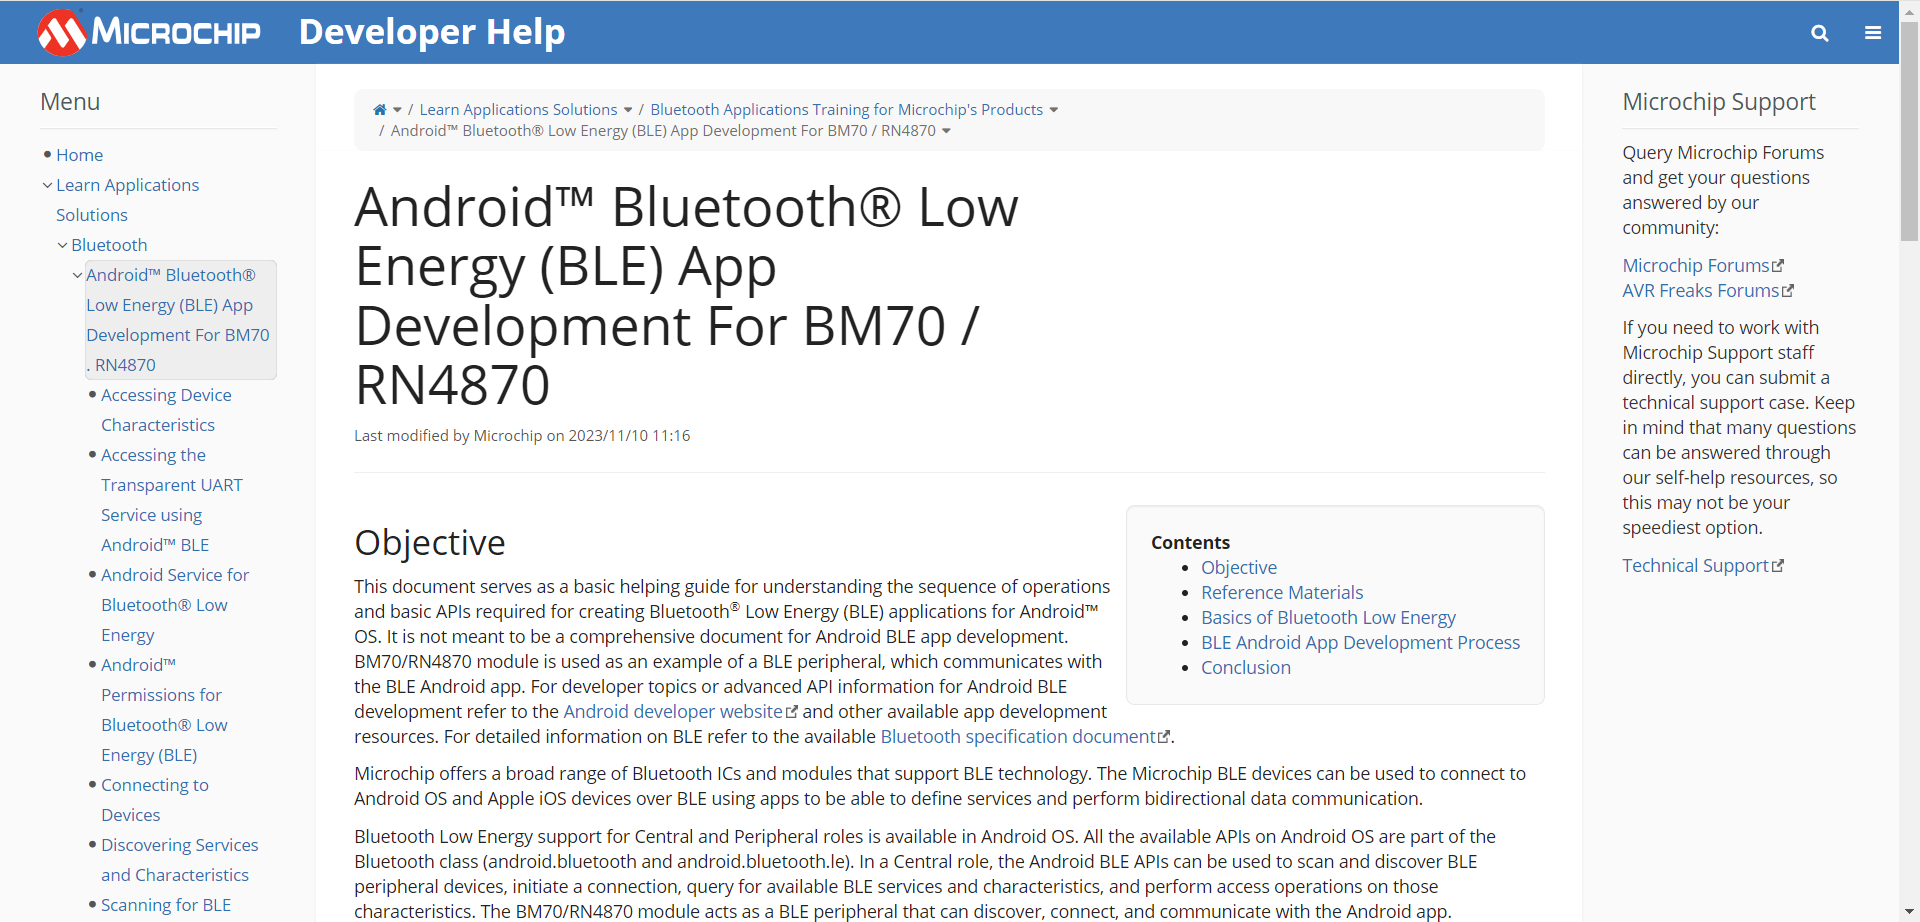 MICROCHIP Developer Help
Menu
Home
Learn Applications
Solutions
Bluetooth
Android™ Bluetooth®
Low Energy (BLE) App
Development For BM70
. RN4870
Accessing Device
Characteristics
Accessing the
Transparent UART
Service using
Android™ BLE
Android Service for
Bluetooth® Low
Energy
Android™
Permissions for
Bluetooth® Low
Energy (BLE)
Connecting to
Devices
Discovering Services
and Characteristics
Scanning for BLE
/ Learn Applications Solutions / Bluetooth Applications Training for Microchip's Products
/ Android™ Bluetooth® Low Energy (BLE) App Development For BM70 / RN4870
Android™ Bluetooth® Low
Energy (BLE) App
Development For BM70 /
RN4870
Last modified by Microchip on 2023/11/10 11:16
Objective
This document serves as a basic helping guide for understanding the sequence of operations
and basic APIs required for creating Bluetooth® Low Energy (BLE) applications for Android™
OS. It is not meant to be a comprehensive document for Android BLE app development.
BM70/RN4870 module is used as an example of a BLE peripheral, which communicates with
the BLE Android app. For developer topics or advanced API information for Android BLE
development refer to the Android developer website and other available app development
resources. For detailed information on BLE refer to the available Bluetooth specification document.
Microchip offers a broad range of Bluetooth ICs and modules that support BLE technology. The Microchip BLE devices can be used to connect to
Android OS and Apple iOS devices over BLE using apps to be able to define services and perform bidirectional data communication.
Bluetooth Low Energy support for Central and Peripheral roles is available in Android OS. All the available APIs on Android OS are part of the
Bluetooth class (android.bluetooth and android.bluetooth.le). In a Central role, the Android BLE APIs can be used to scan and discover BLE
peripheral devices, initiate a connection, query for available BLE services and characteristics, and perform access operations on those
characteristics. The BM70/RN4870 module acts as a BLE peripheral that can discover, connect, and communicate with the Android app.
Contents
Objective
Reference Materials
Basics of Bluetooth Low Energy
BLE Android App Development Process
Conclusion
Microchip Support
Query Microchip Forums
and get your questions
answered by our
community:
Microchip Forums
AVR Freaks Forums
If you need to work with
Microchip Support staff
directly, you can submit a
technical support case. Keep
in mind that many questions
can be answered through
our self-help resources, so
this may not be your
speediest option.
Technical Support